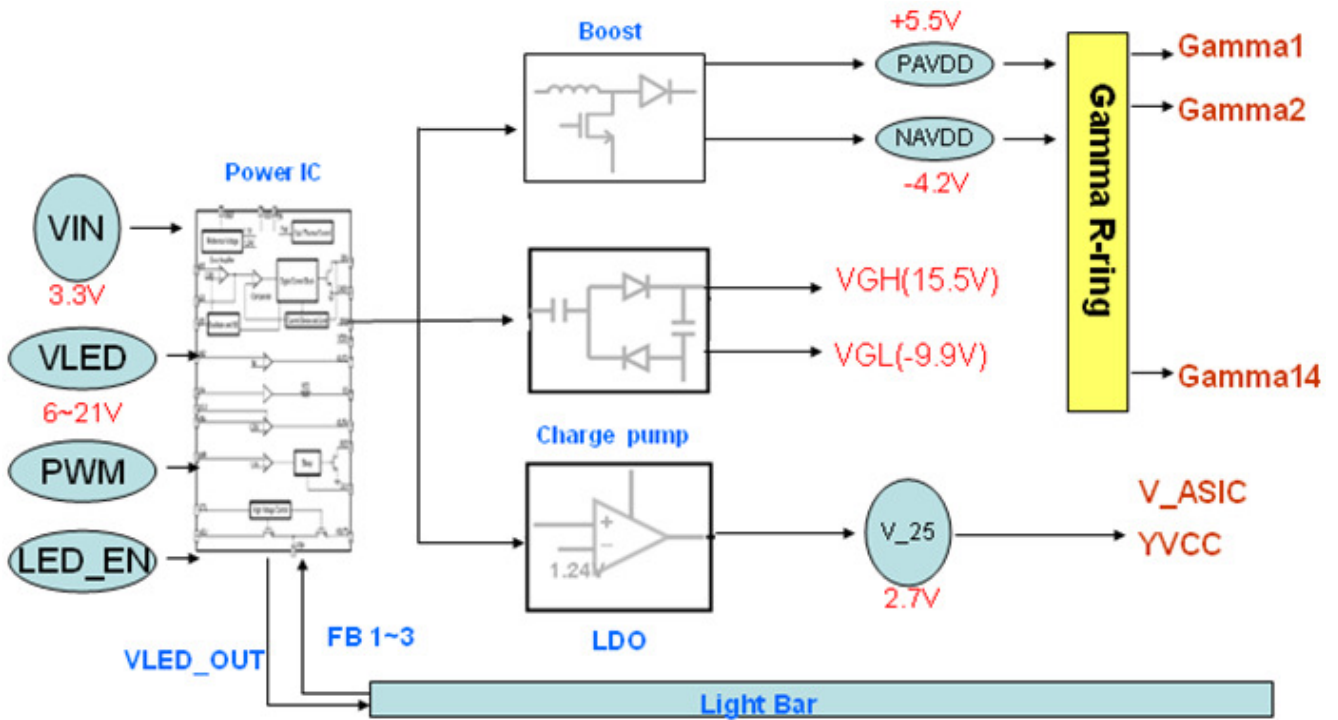 Boost
+5.5V
PAVDD
NAVDD
-4.2V
Gamma R-ring
Gamma1
Gamma2
Gamma14
Power IC
VIN
3.3V
VLED
6~21V
PWM
LED_EN
VGH(15.5V)
VGL(-9.9V)
Charge pump
+
−
1.24V
LDO
V_25
2.7V
V_ASIC
YVCC
FB 1~3
VLED_OUT
Light Bar